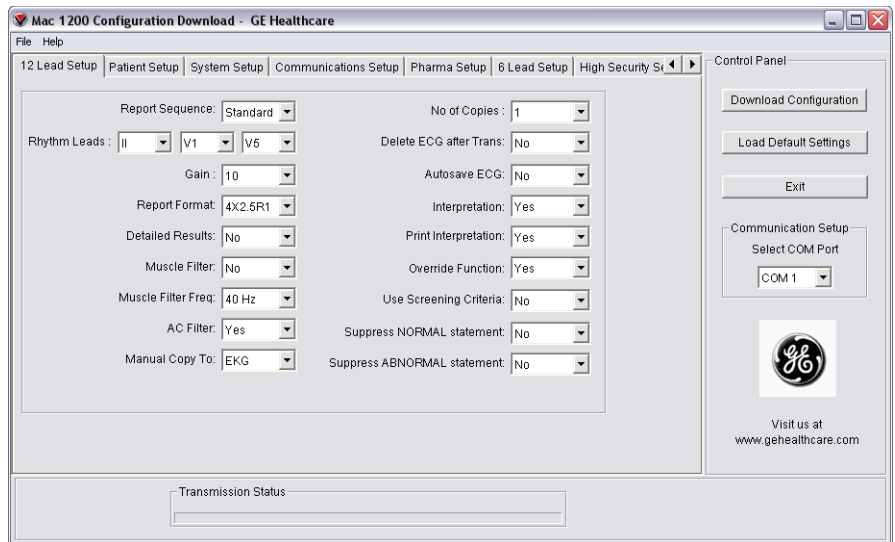 Mac 1200 Configuration Download - GE Healthcare
File Help
12 Lead Setup Patient Setup System Setup Communications Setup Pharma Setup 6 Lead Setup High Security
Report Sequence: Standard
Rhythm Leads : II V1 V5
Gain : 10
Report Format: 4X2.5R1
Detailed Results: No
Muscle Filter: No
Muscle Filter Freq: 40 Hz
AC Filter: Yes
Manual Copy To: EKG
No of Copies : 1
Delete ECG after Trans: No
Autosave ECG: No
Interpretation: Yes
Print Interpretation: Yes
Override Function: Yes
Use Screening Criteria: No
Suppress NORMAL statement: No
Suppress ABNORMAL statement: No
Control Panel
Download Configuration
Load Default Settings
Exit
Communication Setup
Select COM Port
COM 1
GE
Visit us at
www.gehealthcare.com
Transmission Status